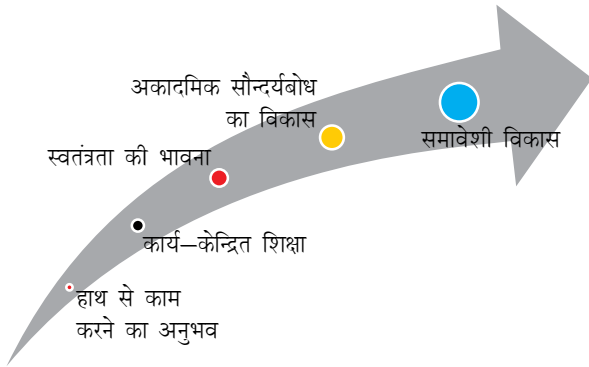 अकादमिक सौन्दर्यबोध
का विकास
समावेशी विकास
स्वतंत्रता की भावना
कार्य–केन्द्रित शिक्षा
हाथ से काम
करने का अनुभव